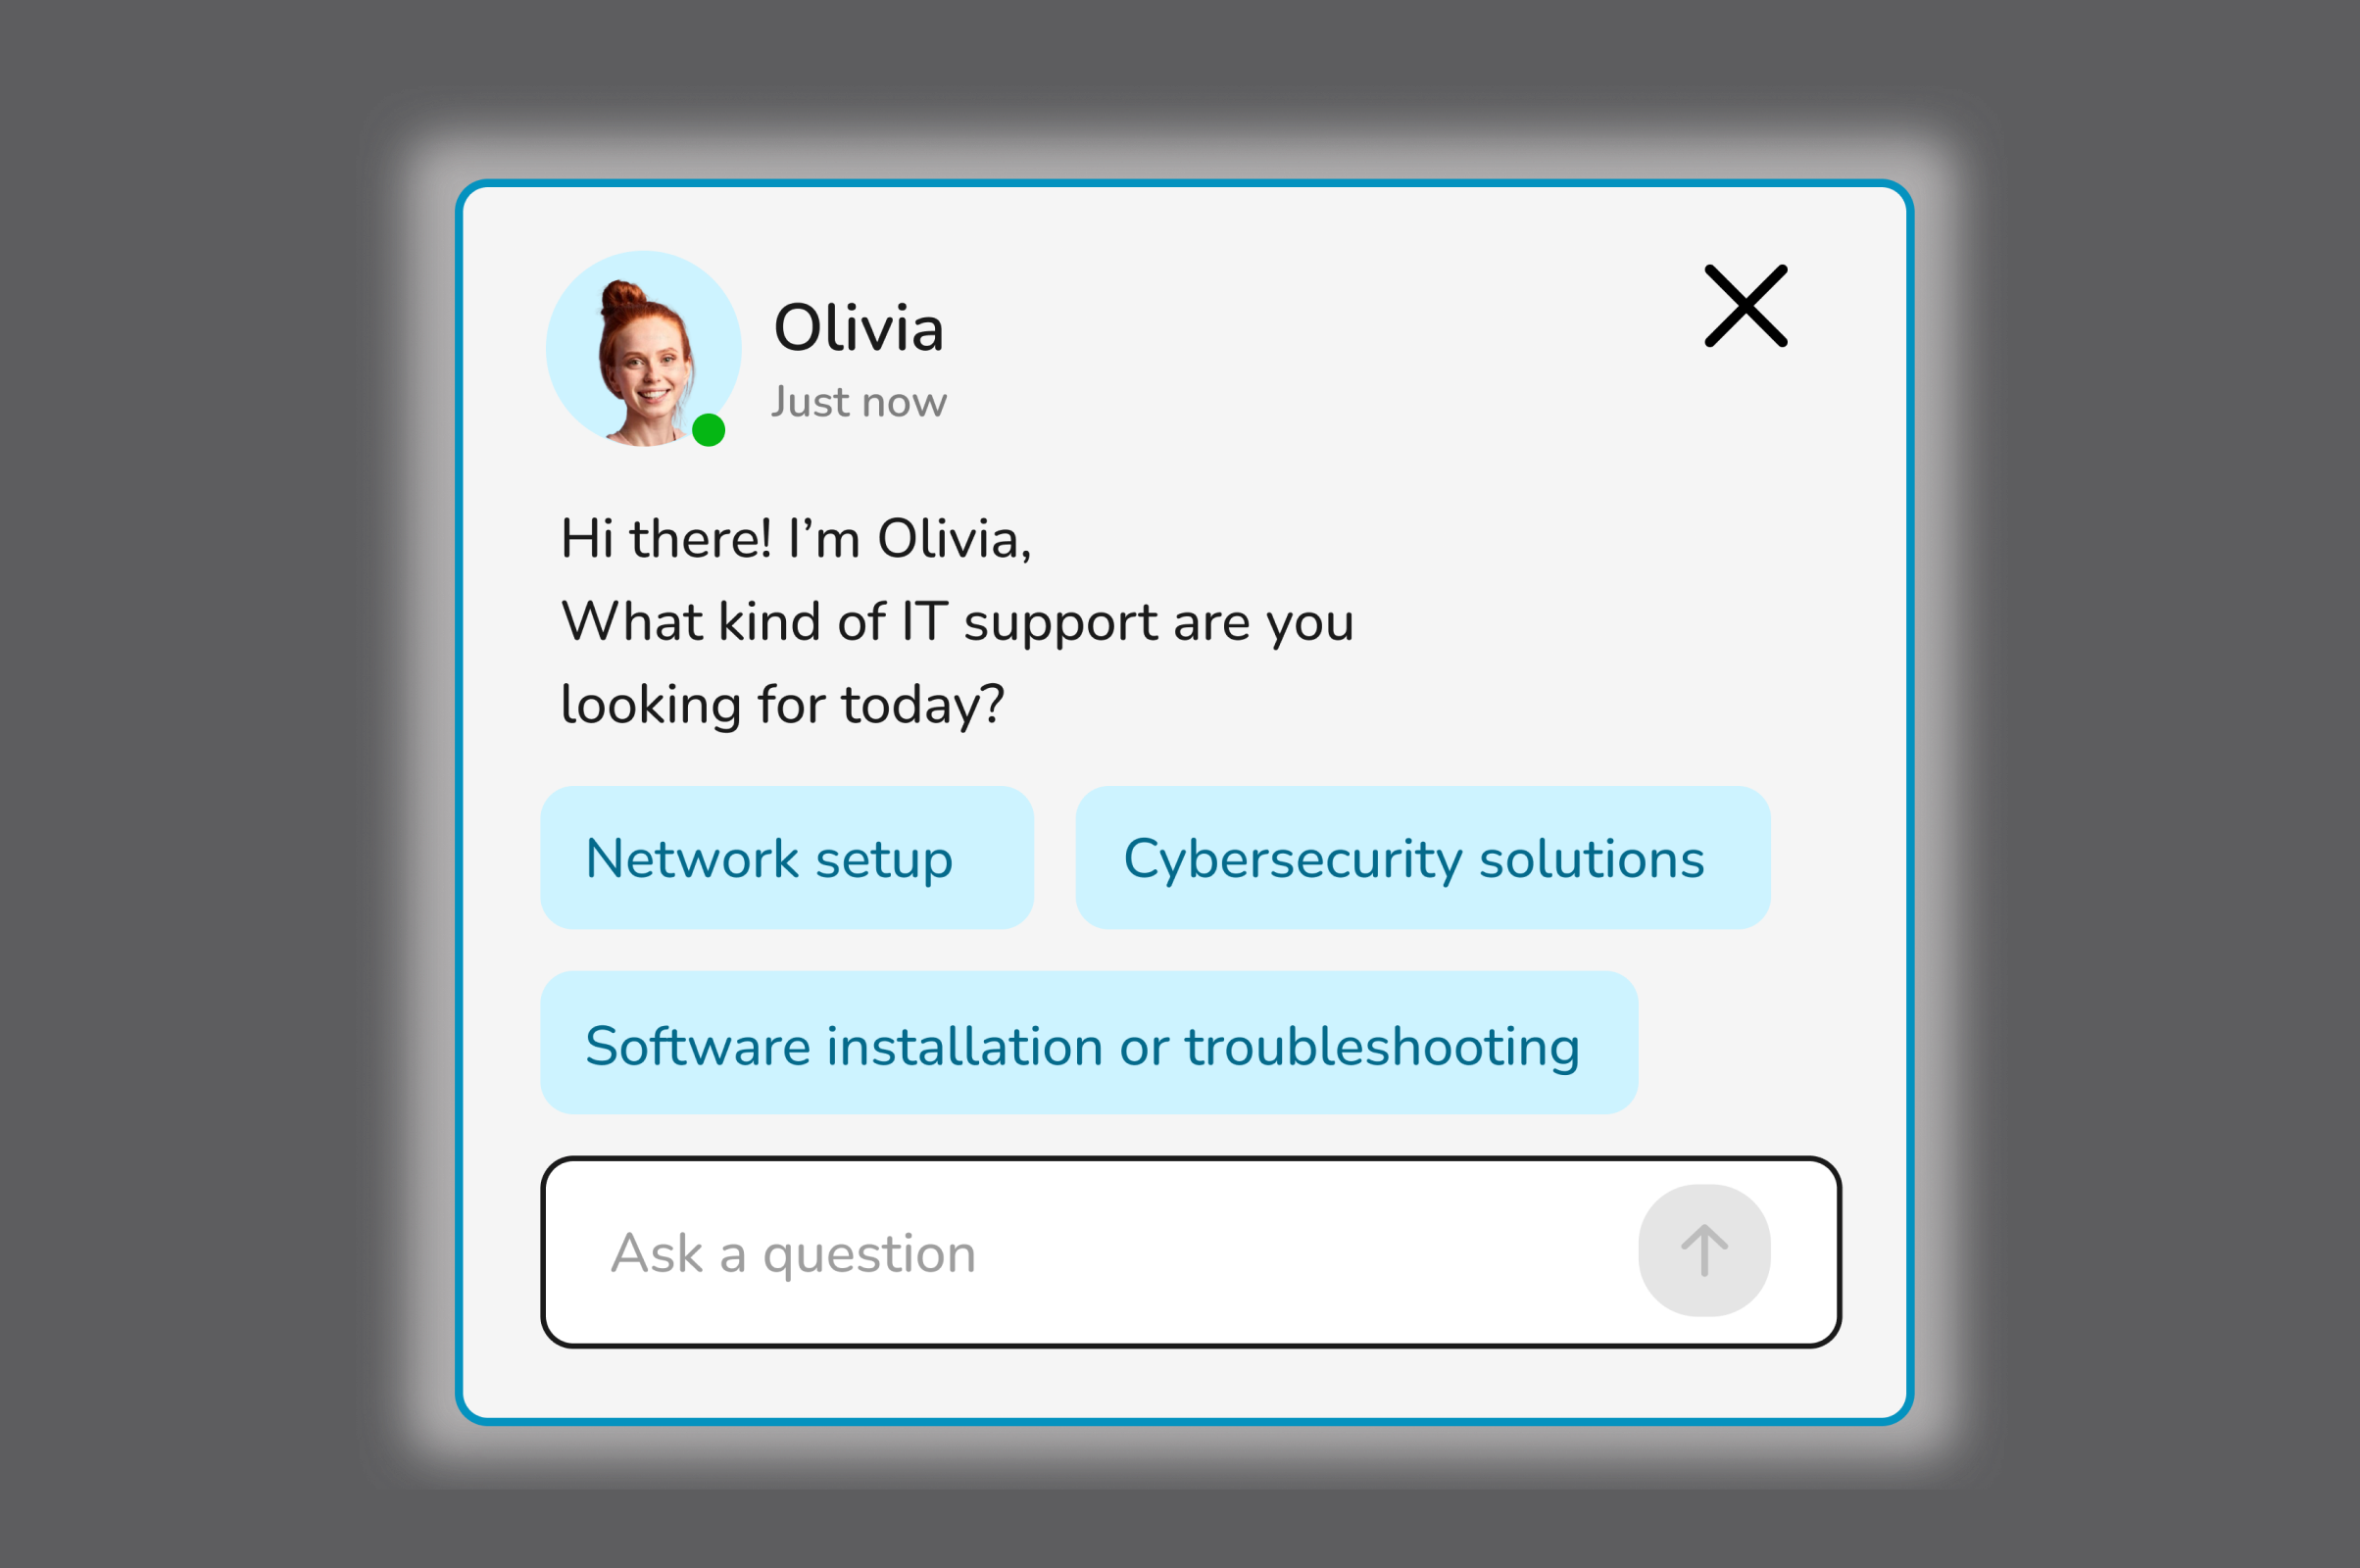 Olivia
Just now
Hi there! I’m Olivia,
What kind of IT support are you
looking for today?
Network setup
Cybersecurity solutions
Software installation or troubleshooting
Ask a question